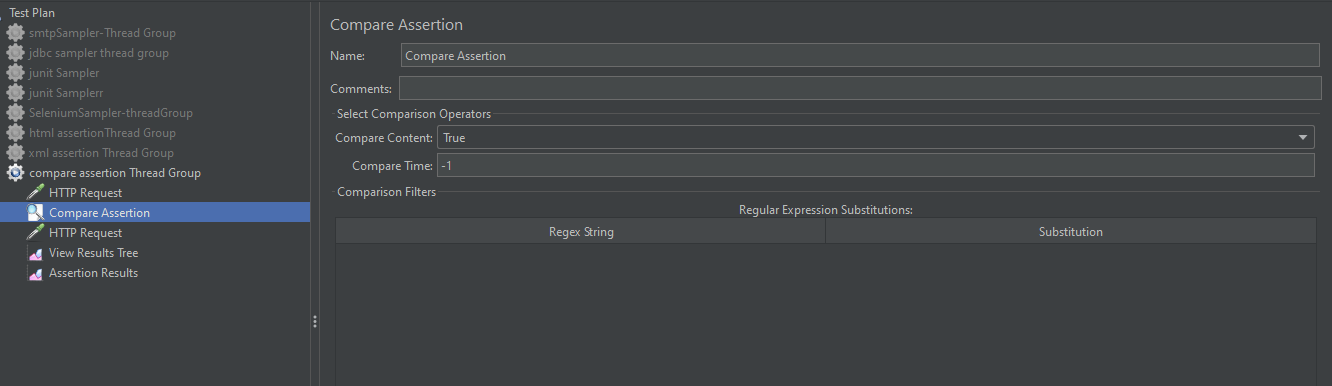 Test Plan
smtpSampler-Thread Group
jdbc sampler thread group
junit Sampler
junit Samplerr
SeleniumSampler-threadGroup
html assertionThread Group
xml assertion Thread Group
compare assertion Thread Group
HTTP Request
Compare Assertion
HTTP Request
View Results Tree
Assertion Results
Compare Assertion
Name: Compare Assertion
Comments:
Select Comparison Operators
Compare Content: True
Compare Time: -1
Comparison Filters
Regular Expression Substitutions:
Regex String Substitution